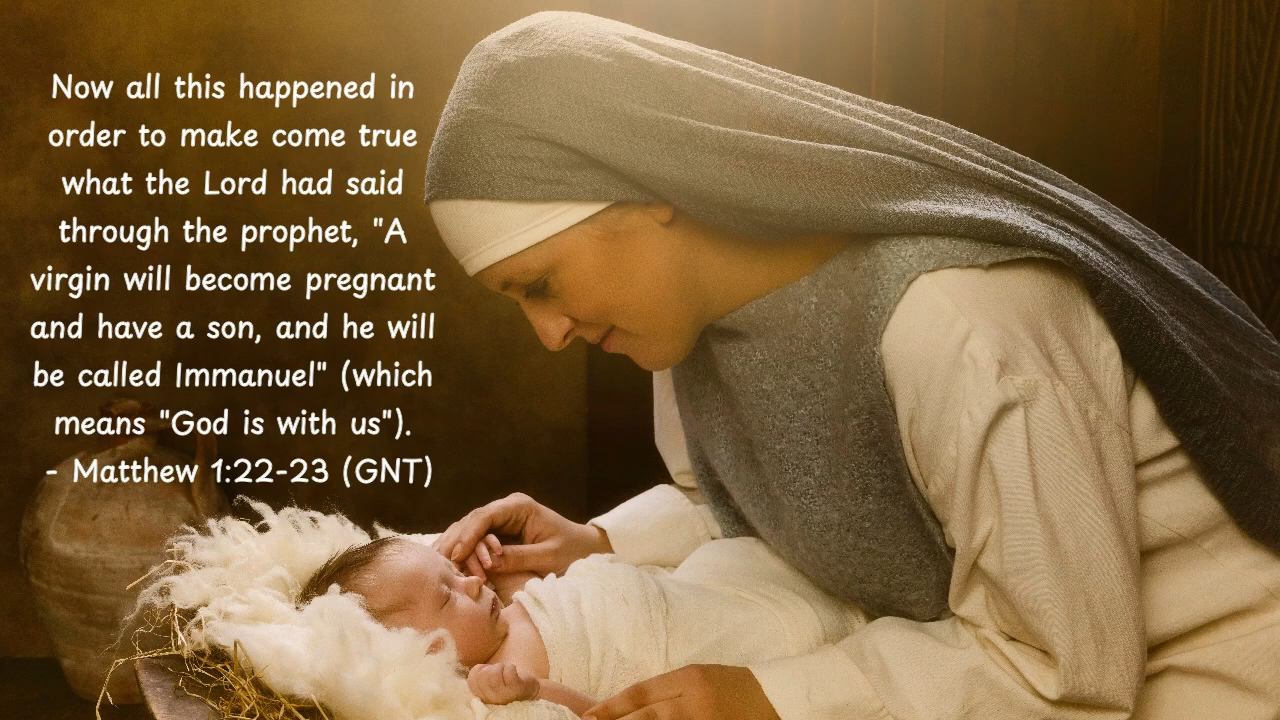 Now all this happened in
order to make come true
what the Lord had said
through the prophet, "A
virgin will become pregnant
and have a son, and he will
be called Immanuel" (which
means "God is with us").
- Matthew 1:22-23 (GNT)